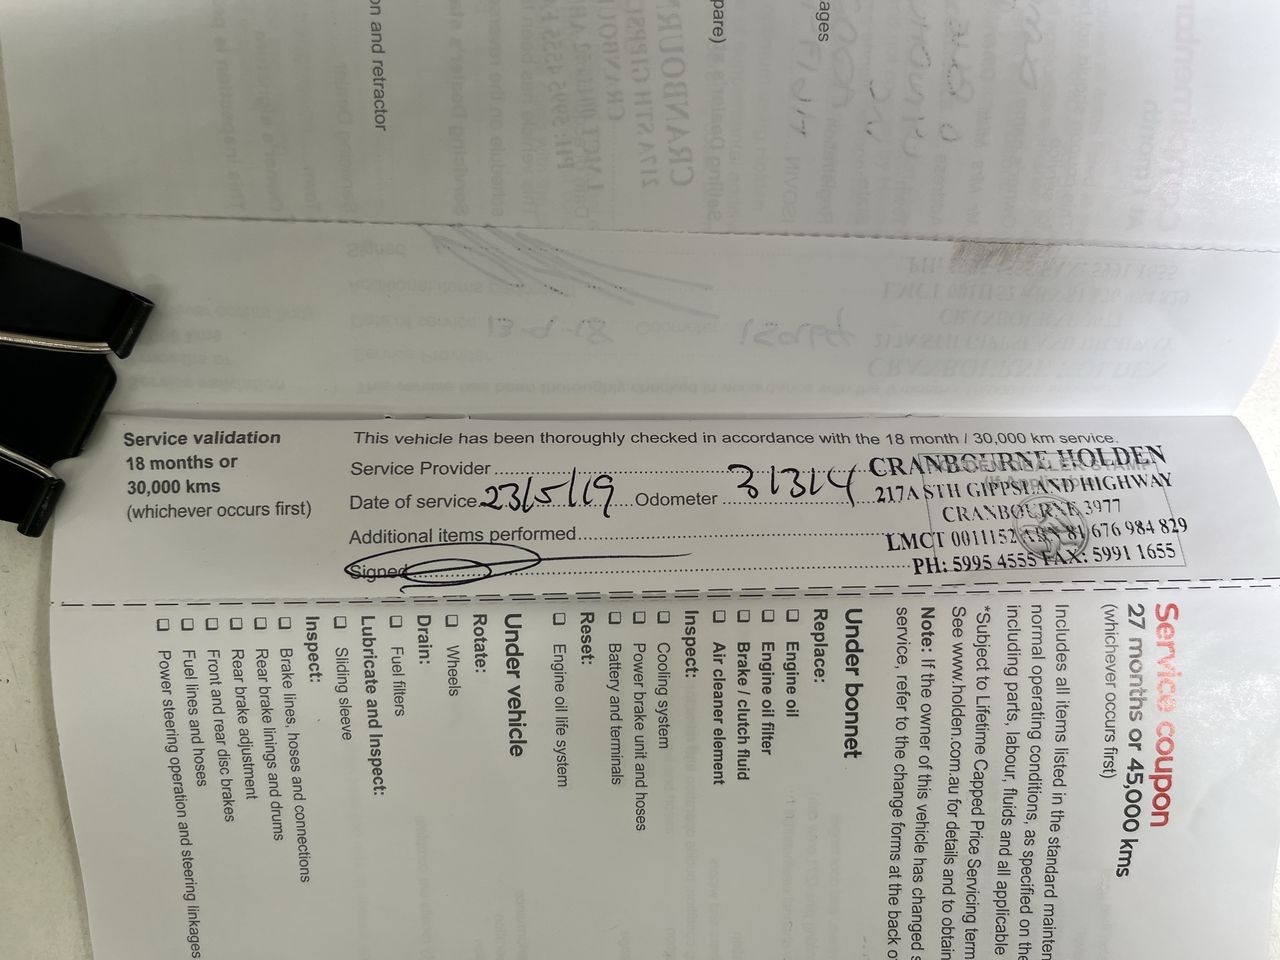 on and retractor
pare)
ages
Service validation
18 months or
30,000 kms
(whichever occurs first)
This vehicle has been thoroughly checked in accordance with the 18 month / 30,000 km service.
Service Provider
Date of service 23/5/19 Odometer 31314
Additional items performed
Signed
CRANBOURNE HOLDEN
217A STH GIPPSLAND HIGHWAY
CRANBOURNE 3977
LMCT 0011152 ABN 81 676 984 829
PH: 5995 4555 FAX: 5991 1655
Service coupon
27 months or 45,000 kms
(whichever occurs first)
Includes all items listed in the standard mainten
normal operating conditions, as specified on the
including parts, labour, fluids and all applicable
*Subject to Lifetime Capped Price Servicing term
See www.holden.com.au for details and to obtain
Note: If the owner of this vehicle has changed s
service, refer to the change forms at the back o
Under bonnet
Replace:
❑ Engine oil
❑ Engine oil filter
❑ Brake / clutch fluid
❑ Air cleaner element
Inspect:
❑ Cooling system
❑ Power brake unit and hoses
❑ Battery and terminals
Reset:
❑ Engine oil life system
Under vehicle
Rotate:
❑ Wheels
Drain:
❑ Fuel filters
Lubricate and Inspect:
❑ Sliding sleeve
Inspect:
❑ Brake lines, hoses and connections
❑ Rear brake linings and drums
❑ Rear brake adjustment
❑ Front and rear disc brakes
❑ Fuel lines and hoses
❑ Power steering operation and steering linkages